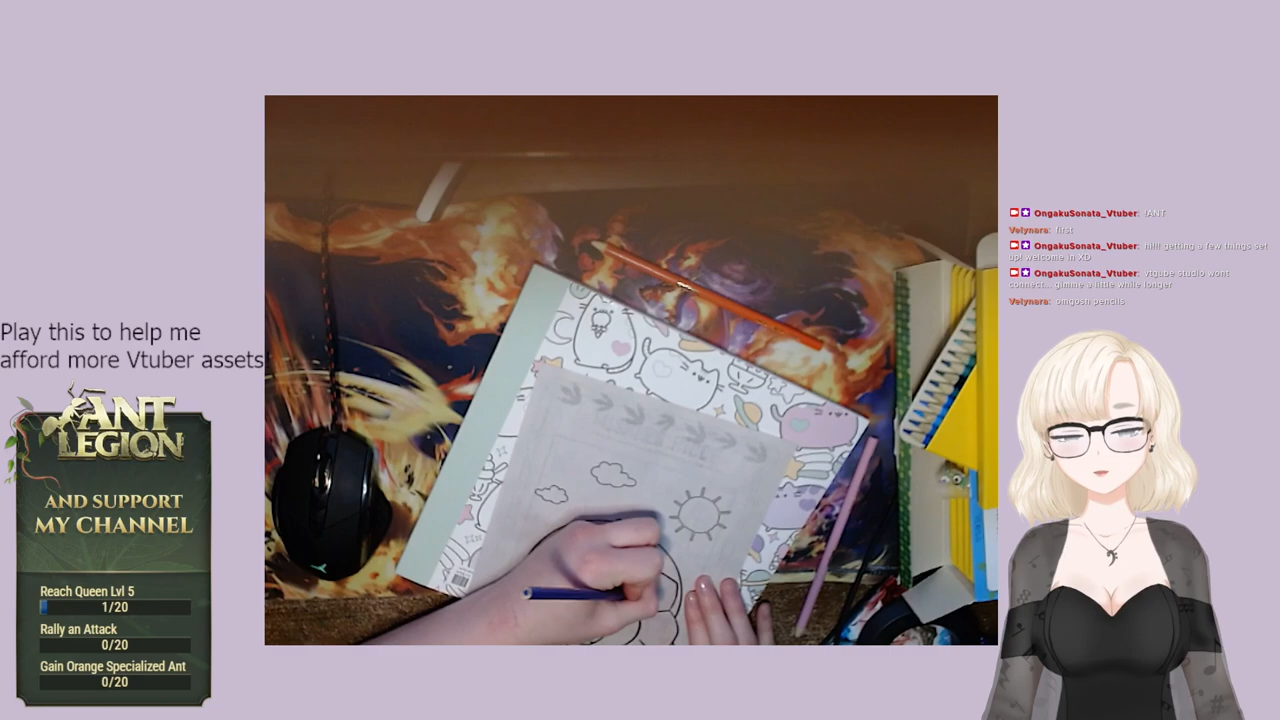 Play this to help me
afford more Vtuber assets!
ANT
LEGION
AND SUPPORT
MY CHANNEL
Reach Queen Lvl 5
1/20
Rally an Attack
0/20
Gain Orange Specialized Ant
0/20
OngakuSonata_Vtuber: !ANT
Velynara: first
OngakuSonata_Vtuber: hi!!! getting a few things set
up! welcome in XD
OngakuSonata_Vtuber: vtgube studio wont
connect... gimme a little while longer
Velynara: omgosh pencils